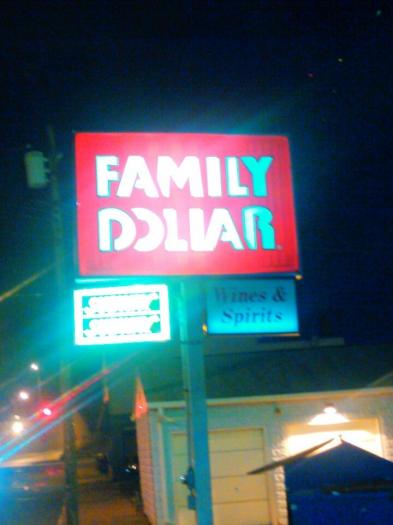 FAMILY
DOLLAR
Wines &
Spirits